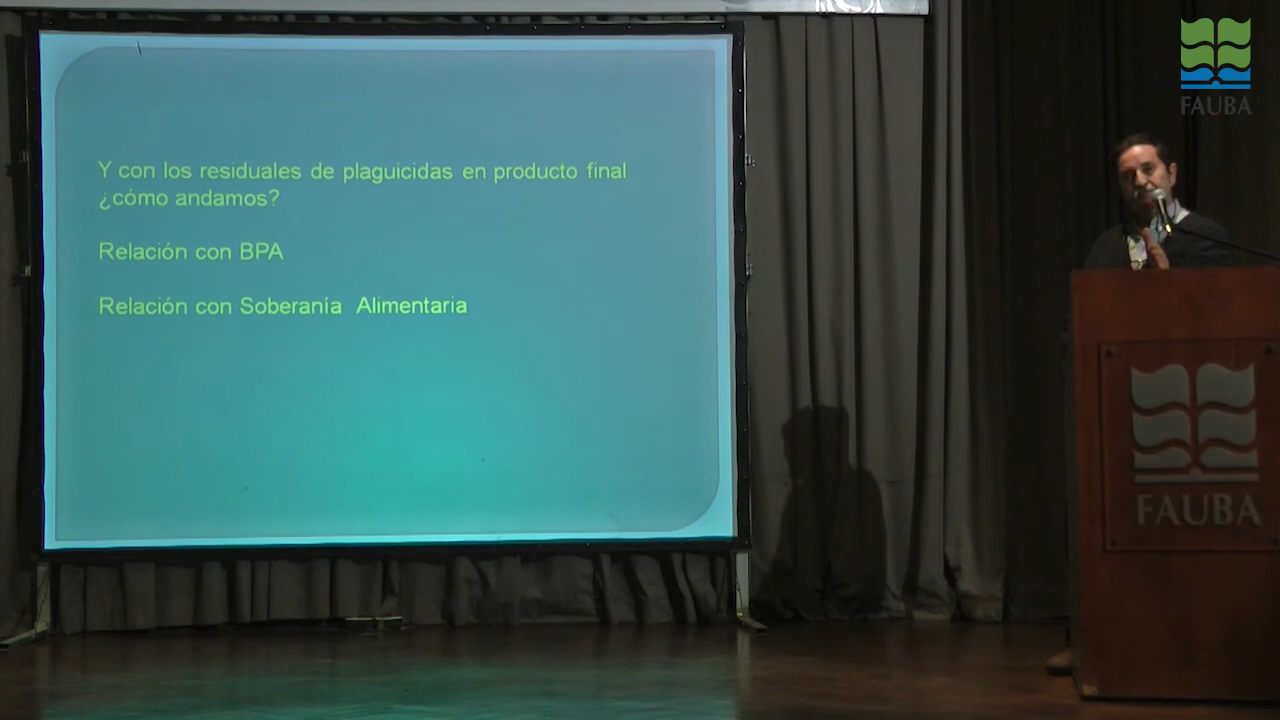 Y con los residuales de plaguicidas en producto final
¿cómo andamos?
Relación con BPA
Relación con Soberanía Alimentaria
FAUBA
FAUBA